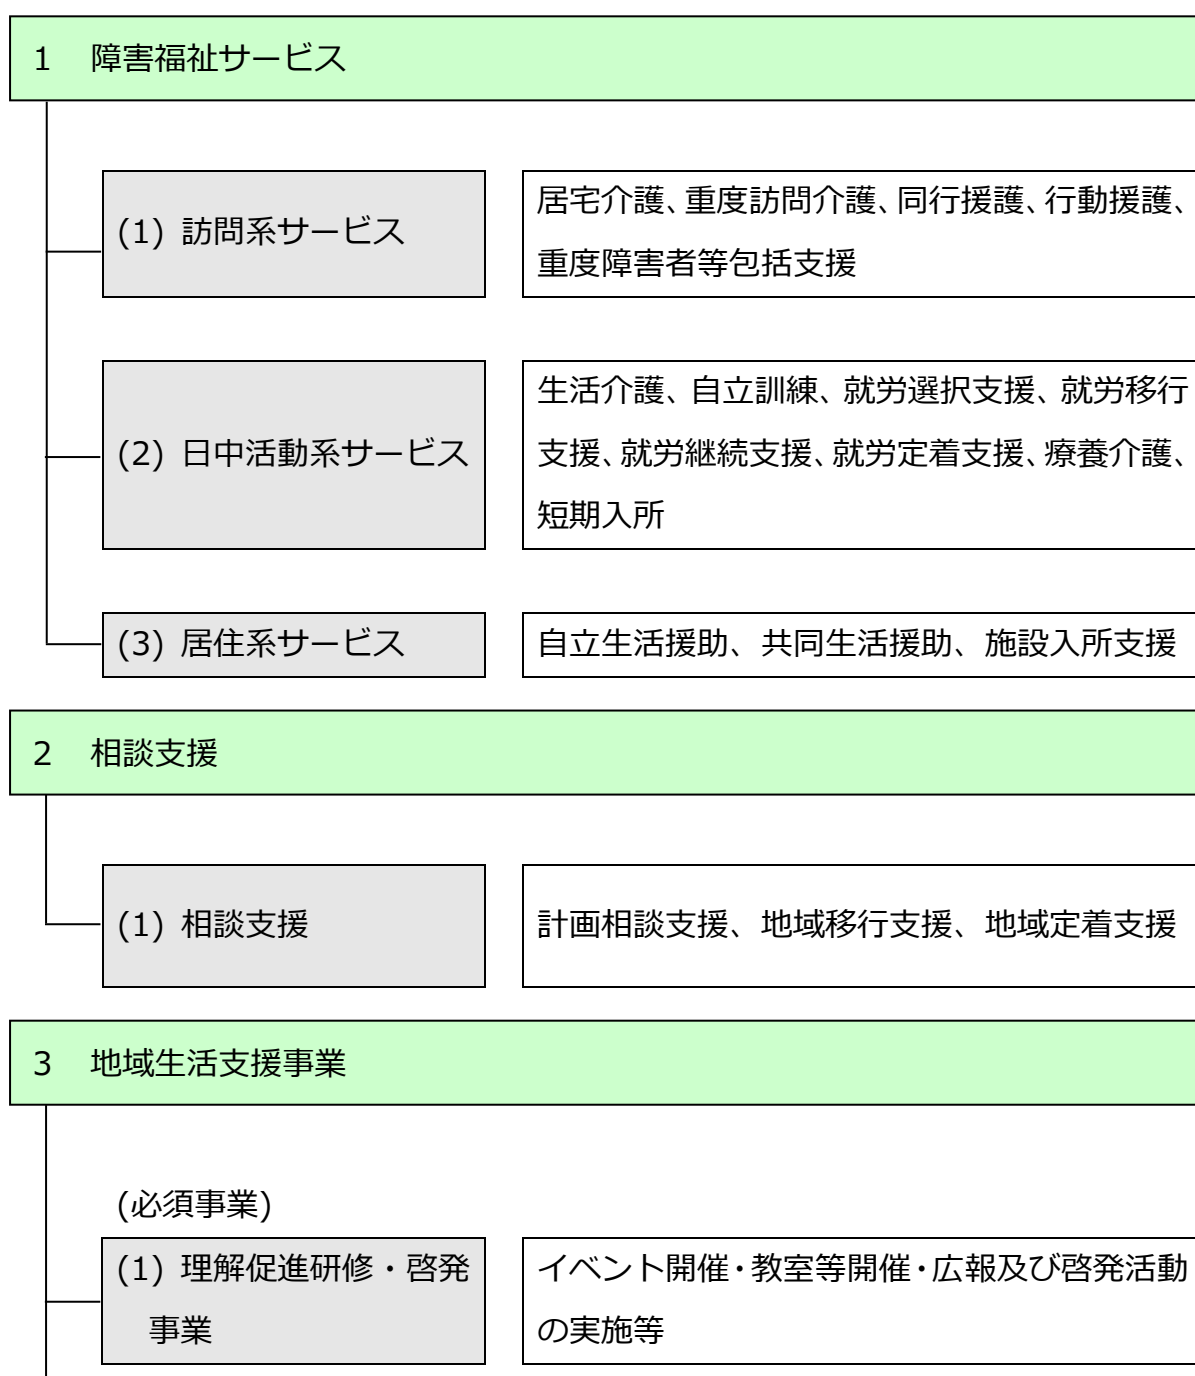 1 障害福祉サービス
(1) 訪問系サービス
居宅介護、重度訪問介護、同行援護、行動援護、
重度障害者等包括支援
(2) 日中活動系サービス
生活介護、自立訓練、就労選択支援、就労移行
支援、就労継続支援、就労定着支援、療養介護、
短期入所
(3) 居住系サービス
自立生活援助、共同生活援助、施設入所支援
2 相談支援
(1) 相談支援
計画相談支援、地域移行支援、地域定着支援
3 地域生活支援事業
(必須事業)
(1) 理解促進研修・啓発
事業
イベント開催・教室等開催・広報及び啓発活動
の実施等